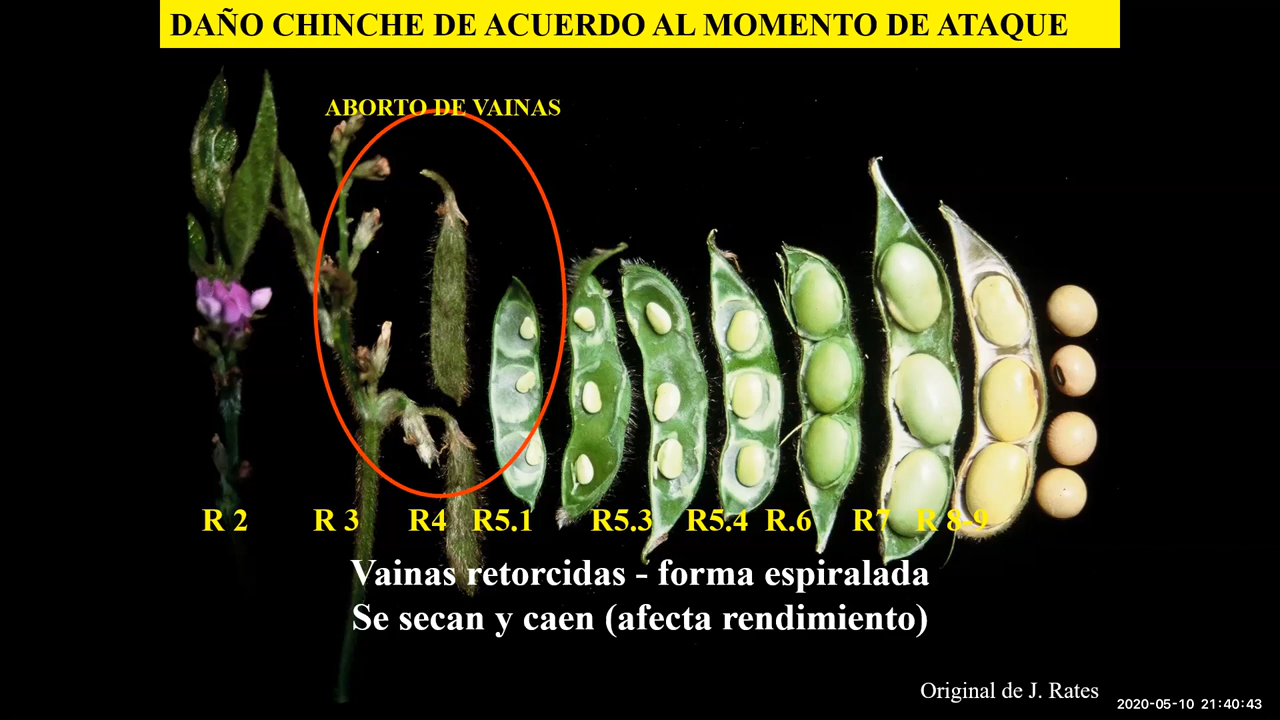 DAÑO CHINCHE DE ACUERDO AL MOMENTO DE ATAQUE
ABORTO DE VAINAS
R 2 R 3 R4 R5.1 R5.3 R5.4 R.6 R7 R 8-9
Vainas retorcidas - forma espiralada
Se secan y caen (afecta rendimiento)
Original de J. Rates
2020-05-10 21:40:43